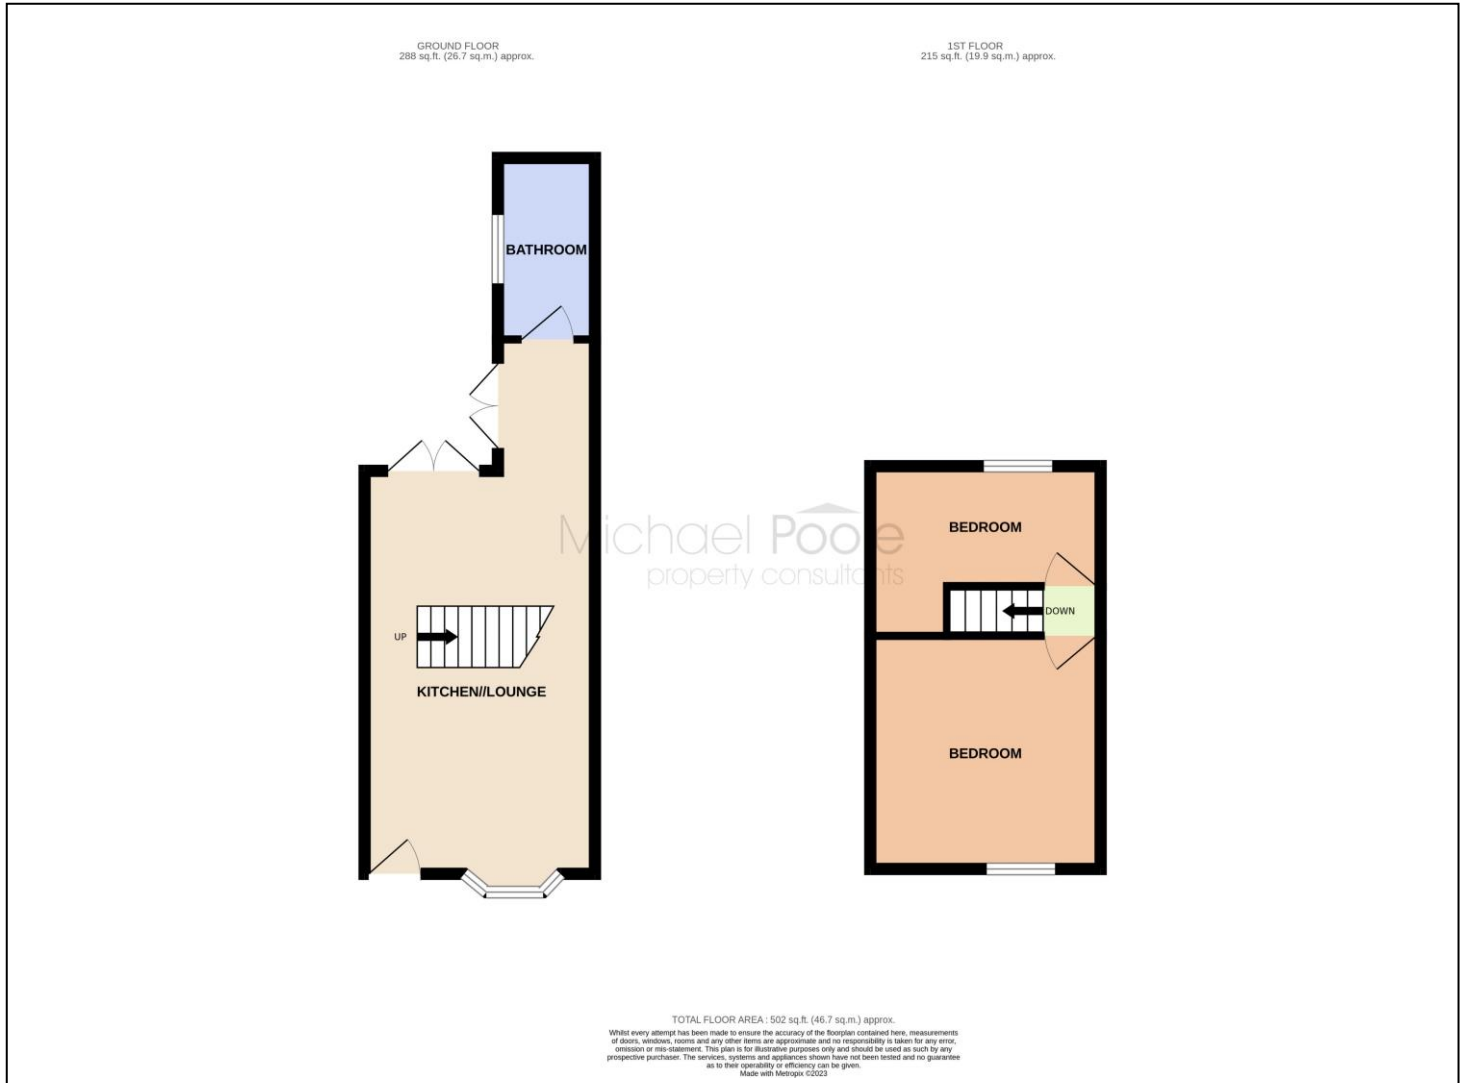 GROUND FLOOR
288 sq.ft. (26.7 sq.m.) approx.
1ST FLOOR
215 sq.ft. (19.9 sq.m.) approx.
BATHROOM
BEDROOM
Michael Poole
property consultants
DOWN
UP
KITCHEN//LOUNGE
BEDROOM
TOTAL FLOOR AREA : 502 sq.ft. (46.7 sq.m.) approx.
Whilst every attempt has been made to ensure the accuracy of the floorplan contained here, measurements
of doors, windows, rooms and any other items are approximate and no responsibility is taken for any error,
omission or mis-statement. This plan is for illustrative purposes only and should be used as such by any
prospective purchaser. The services, systems and appliances shown have not been tested and no guarantee
as to their operability or efficiency can be given.
Made with Metropix ©2023